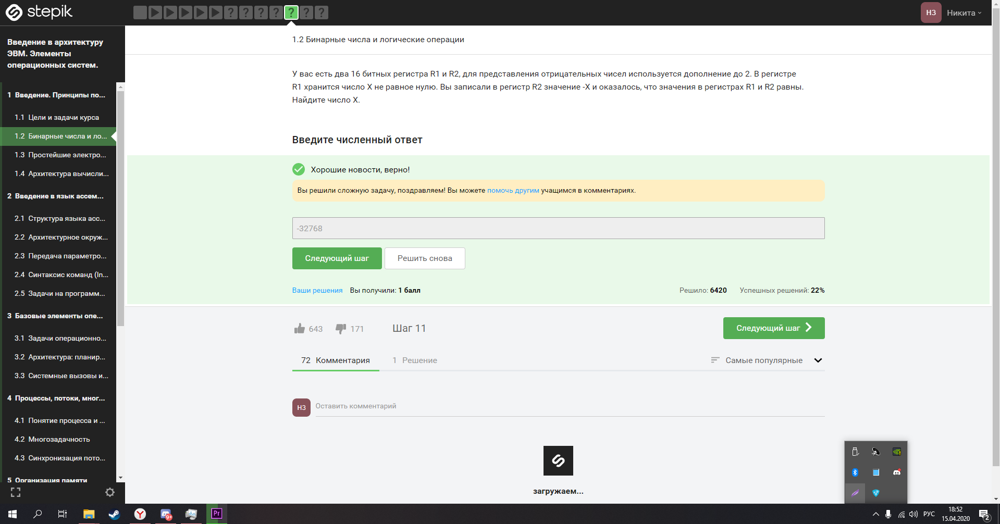 stepik
? ? ? ? ? ? ?
НЗ
Никита
Введение в архитектуру
ЭВМ. Элементы
операционных систем.
1 Введение. Принципы по...
1.1 Цели и задачи курса
1.2 Бинарные числа и ло...
1.3 Простейшие электро...
1.4 Архитектура вычисли...
2 Введение в язык ассем...
2.1 Структура языка асс...
2.2 Архитектурное окруж...
2.3 Передача параметро...
2.4 Синтаксис команд (In...
2.5 Задачи на программ...
3 Базовые элементы опе...
3.1 Задачи операционно...
3.2 Архитектура: планир...
3.3 Системные вызовы и...
4 Процессы, потоки, мног...
4.1 Понятие процесса и ...
4.2 Многозадачность
4.3 Синхронизация пото...
5 Организация памяти
1.2 Бинарные числа и логические операции
У вас есть два 16 битных регистра R1 и R2, для представления отрицательных чисел используется дополнение до 2. В регистре
R1 хранится число X не равное нулю. Вы записали в регистр R2 значение -X и оказалось, что значения в регистрах R1 и R2 равны.
Найдите число X.
Введите численный ответ
Хорошие новости, верно!
Вы решили сложную задачу, поздравляем! Вы можете помочь другим учащимся в комментариях.
-32768
Следующий шаг
Решить снова
Ваши решения Вы получили: 1 балл
Решило: 6420 Успешных решений: 22%
643 171 Шаг 11
Следующий шаг
72 Комментария 1 Решение
Самые популярные
НЗ Оставить комментарий
загружаем...
Y
9+
Pr
РУС
18:52
15.04.2020
2